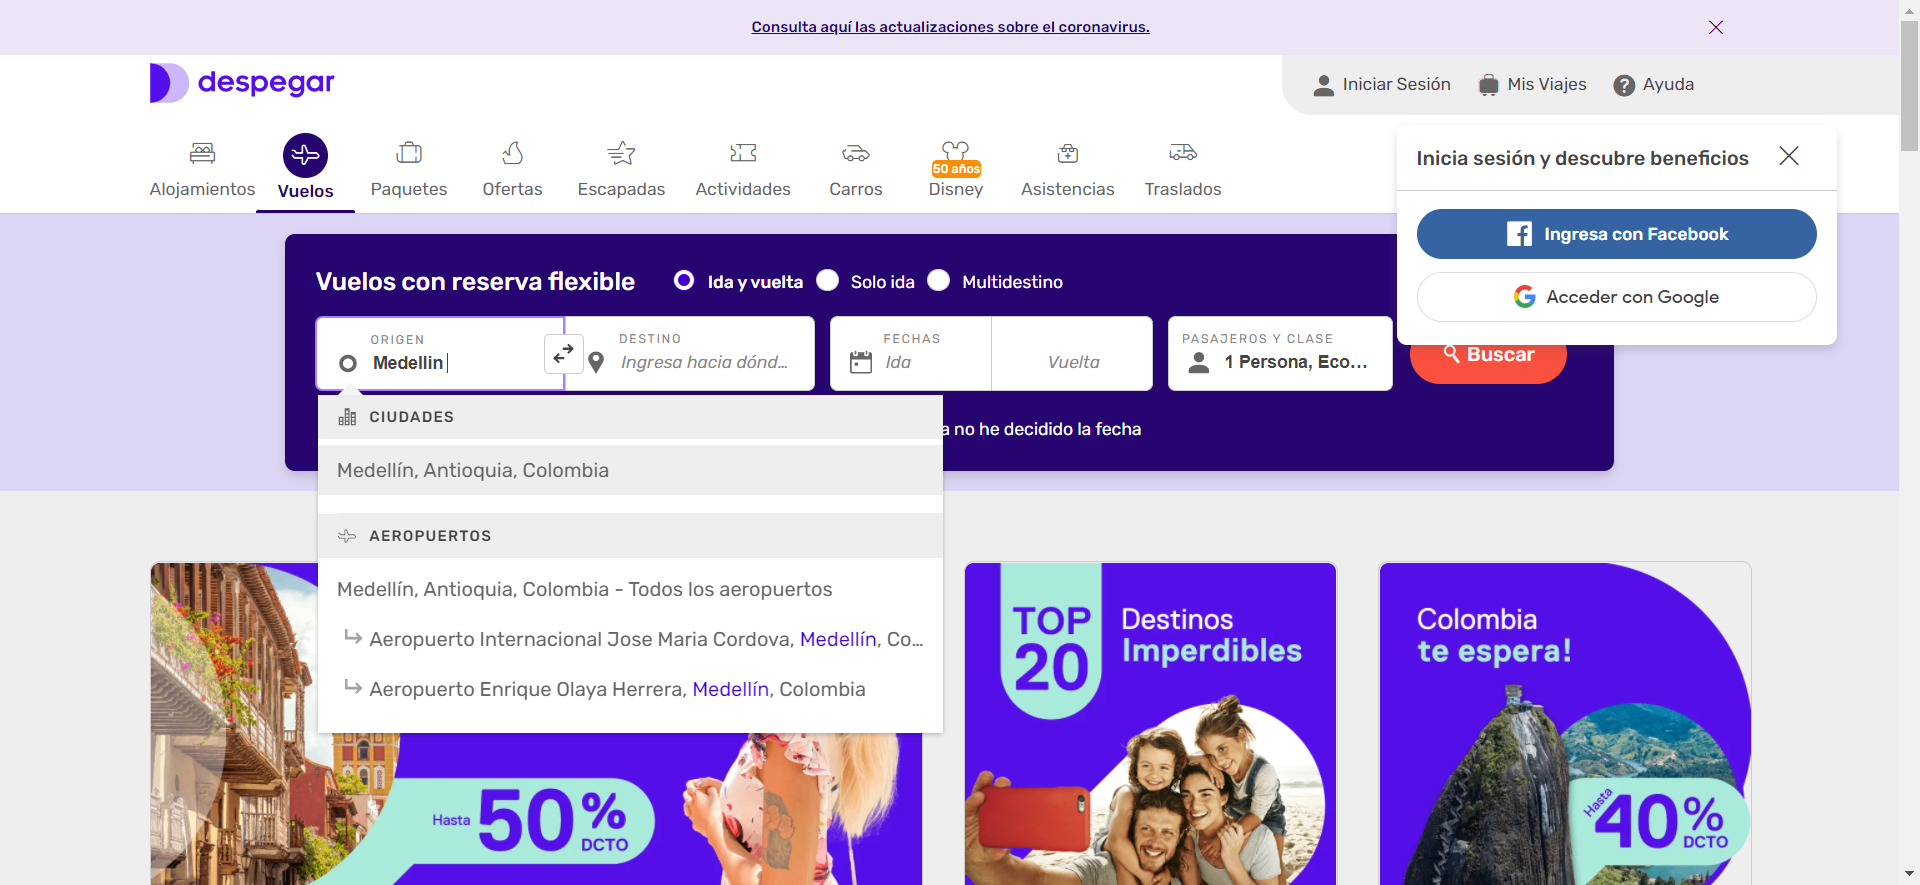 Consulta aquí las actualizaciones sobre el coronavirus.
despegar
Iniciar Sesión
Mis Viajes
Ayuda
Alojamientos
Vuelos
Paquetes
Ofertas
Escapadas
Actividades
Carros
50 años
Disney
Asistencias
Traslados
Inicia sesión y descubre beneficios
Ingresa con Facebook
Acceder con Google
Vuelos con reserva flexible
Ida y vuelta
Solo ida
Multidestino
ORIGEN
Medellin
DESTINO
Ingresa hacia dónd...
FECHAS
Ida
Vuelta
PASAJEROS Y CLASE
1 Persona, Eco...
Buscar
a no he decidido la fecha
CIUDADES
Medellín, Antioquia, Colombia
AEROPUERTOS
Medellín, Antioquia, Colombia - Todos los aeropuertos
Aeropuerto Internacional Jose Maria Cordova, Medellín, Co...
Aeropuerto Enrique Olaya Herrera, Medellín, Colombia
Hasta 50% DCTO
TOP 20
Destinos
Imperdibles
Colombia
te espera!
Hasta 40% DCTO